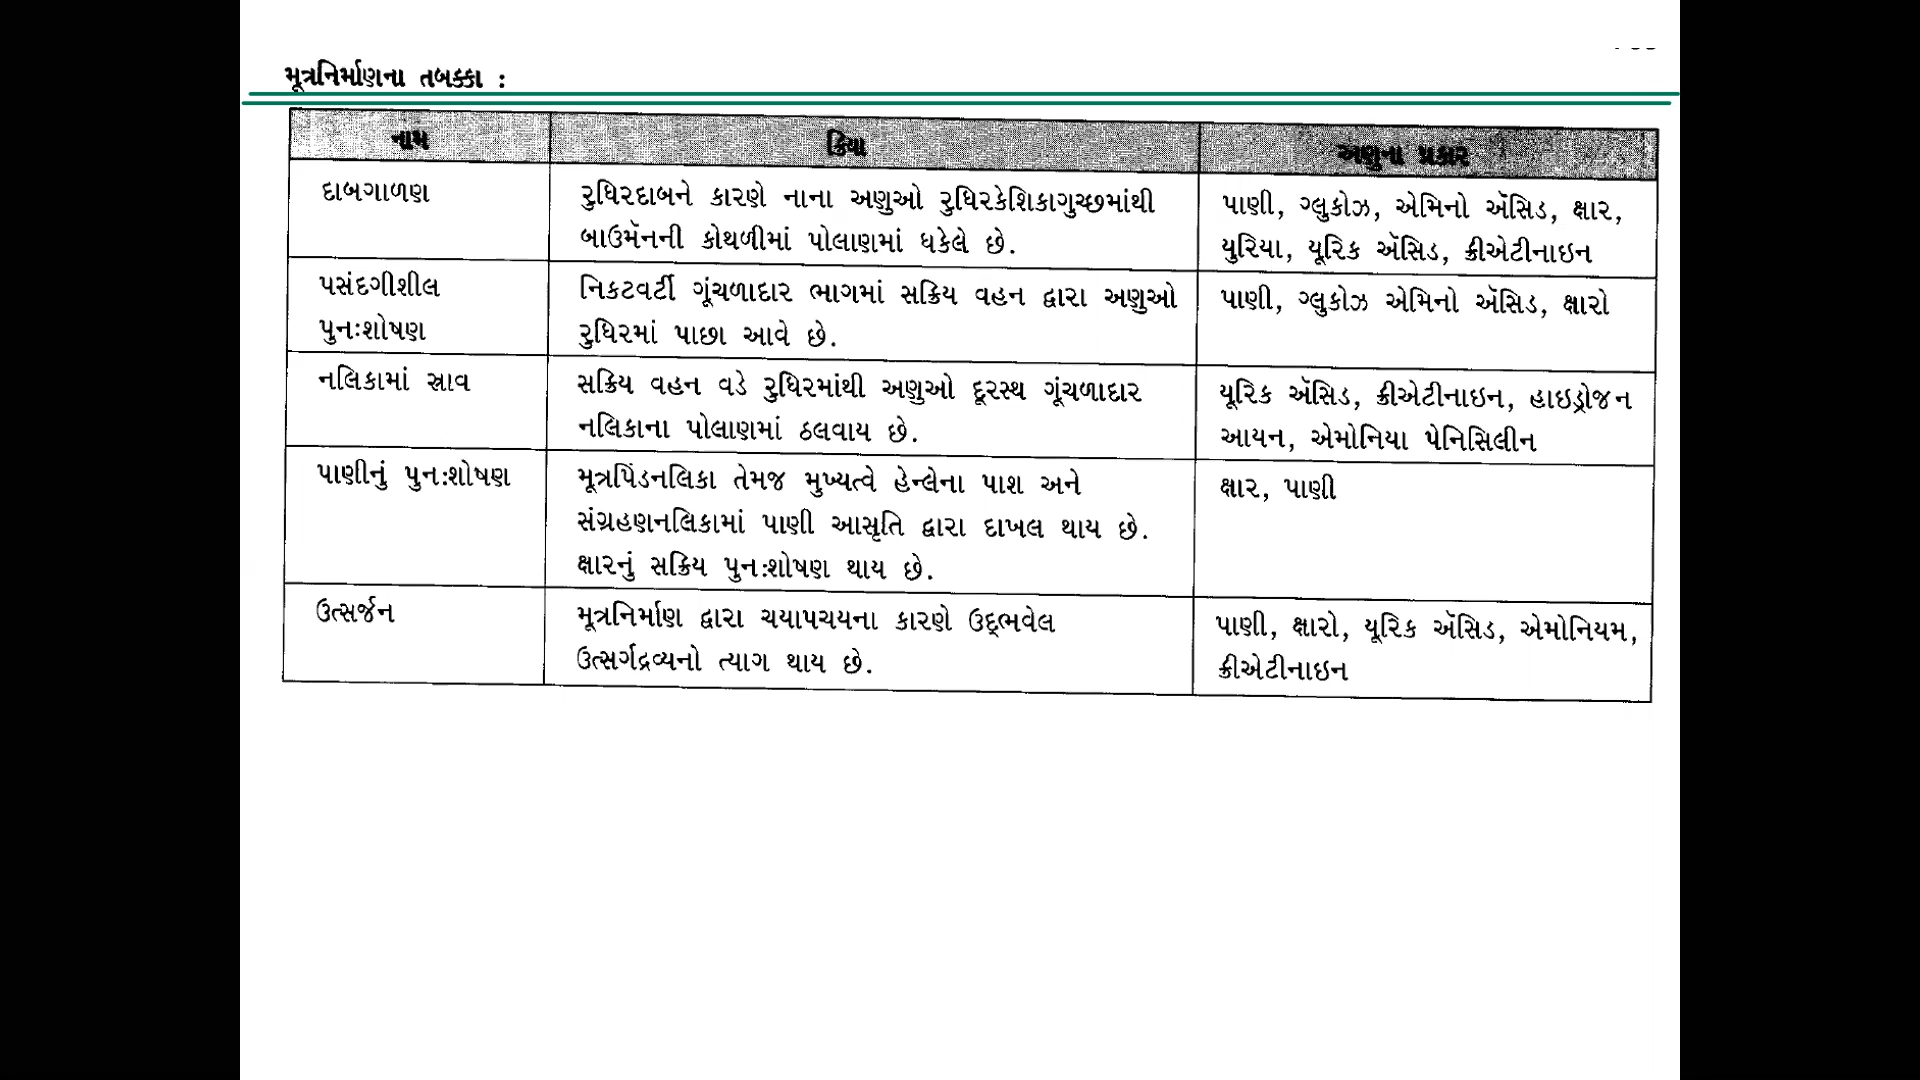 મૂત્રનિર્માણના તબક્કા :
નામ
ક્રિયા
અણુના પ્રકાર
દાબગાળણ
રુધિરદાબને કારણે નાના અણુઓ રુધિરકેશિકાગુચ્છમાંથી
બાઉમૅનની કોથળીમાં પોલાણમાં ધકેલે છે.
પાણી, ગ્લુકોઝ, એમિનો ઍસિડ, ક્ષાર,
યુરિયા, યૂરિક ઍસિડ, ક્રીએટીનાઇન
પસંદગીશીલ
પુનઃશોષણ
નિકટવર્ટી ગૂંચળાદાર ભાગમાં સક્રિય વહન દ્વારા અણુઓ
રુધિરમાં પાછા આવે છે.
પાણી, ગ્લુકોઝ એમિનો ઍસિડ, ક્ષારો
નલિકામાં સ્રાવ
સક્રિય વહન વડે રુધિરમાંથી અણુઓ દૂરસ્થ ગૂંચળાદાર
નલિકાના પોલાણમાં ઠલવાય છે.
યૂરિક ઍસિડ, ક્રીએટીનાઇન, હાઇડ્રોજન
આયન, એમોનિયા પેનિસિલીન
પાણીનું પુનઃશોષણ
મૂત્રપિંડનલિકા તેમજ મુખ્યત્વે હેન્લેના પાશ અને
સંગ્રહણનલિકામાં પાણી આસૃતિ દ્વારા દાખલ થાય છે.
ક્ષારનું સક્રિય પુનઃશોષણ થાય છે.
ક્ષાર, પાણી
ઉત્સર્જન
મૂત્રનિર્માણ દ્વારા ચયાપચયના કારણે ઉદ્ભવેલ
ઉત્સર્ગદ્રવ્યનો ત્યાગ થાય છે.
પાણી, ક્ષારો, યૂરિક ઍસિડ, એમોનિયમ,
ક્રીએટીનાઇન